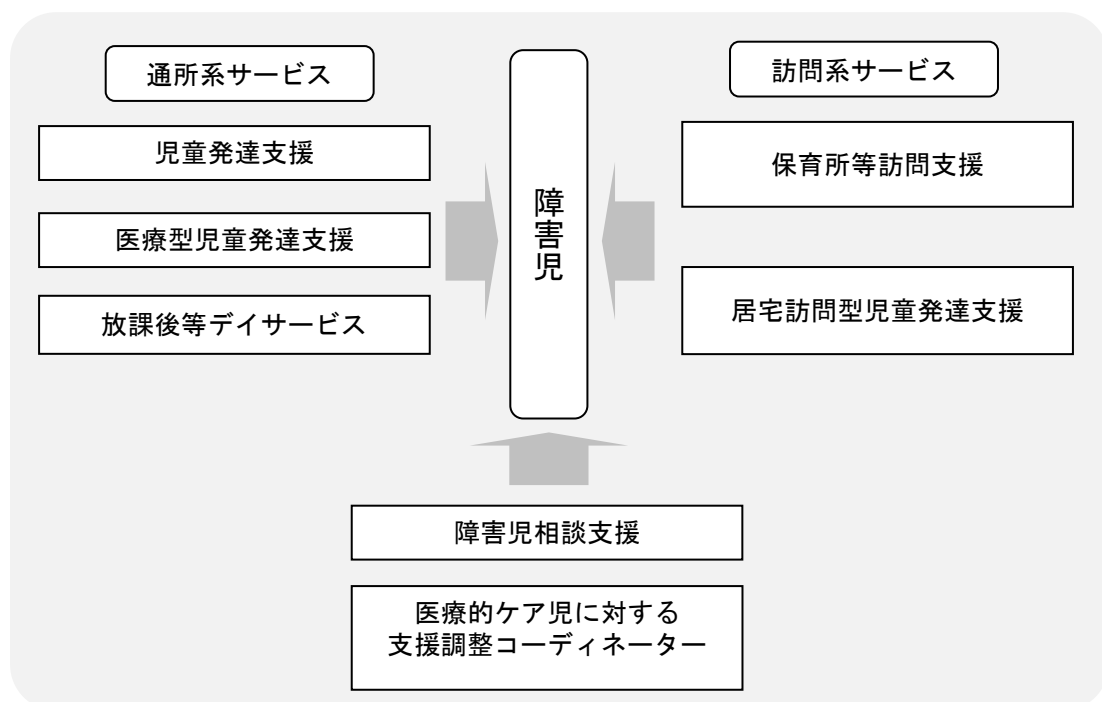 通所系サービス
児童発達支援
医療型児童発達支援
放課後等デイサービス
障害児
訪問系サービス
保育所等訪問支援
居宅訪問型児童発達支援
障害児相談支援
医療的ケア児に対する
支援調整コーディネーター